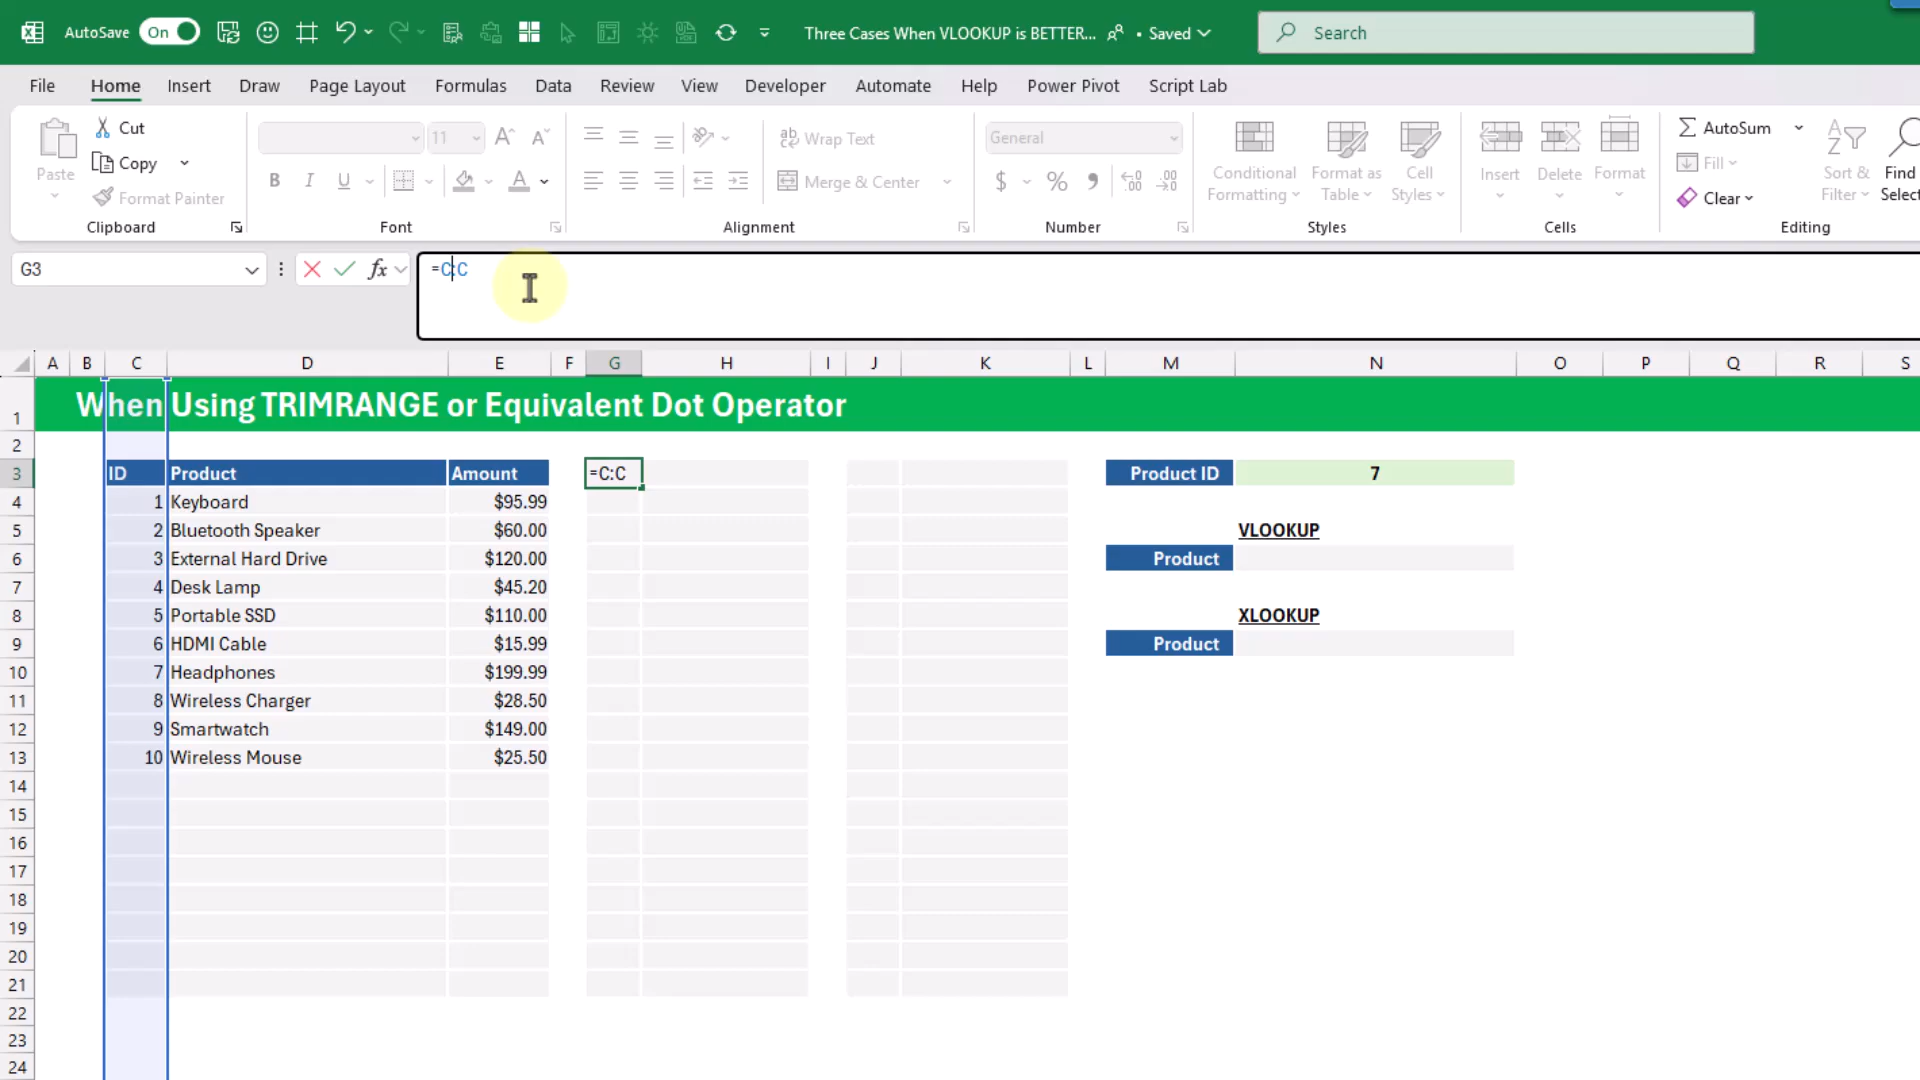 AutoSave On Three Cases When VLOOKUP is BETTER... • Saved Search
File Home Insert Draw Page Layout Formulas Data Review View Developer Automate Help Power Pivot Script Lab
Paste Cut Copy Format Painter Clipboard
11 B I U Font
Wrap Text Merge & Center Alignment
General $ % Number
Conditional Formatting Format as Table Cell Styles Styles
Insert Delete Format Cells
AutoSum Fill Clear Sort & Filter Find Select Editing
G3 fx =C:C
A B C D E F G H I J K L M N O P Q R S
1 When Using TRIMRANGE or Equivalent Dot Operator
2
3 ID Product Amount =C:C Product ID 7
4 1 Keyboard $95.99
5 2 Bluetooth Speaker $60.00 VLOOKUP
6 3 External Hard Drive $120.00 Product
7 4 Desk Lamp $45.20
8 5 Portable SSD $110.00 XLOOKUP
9 6 HDMI Cable $15.99 Product
10 7 Headphones $199.99
11 8 Wireless Charger $28.50
12 9 Smartwatch $149.00
13 10 Wireless Mouse $25.50
14
15
16
17
18
19
20
21
22
23
24